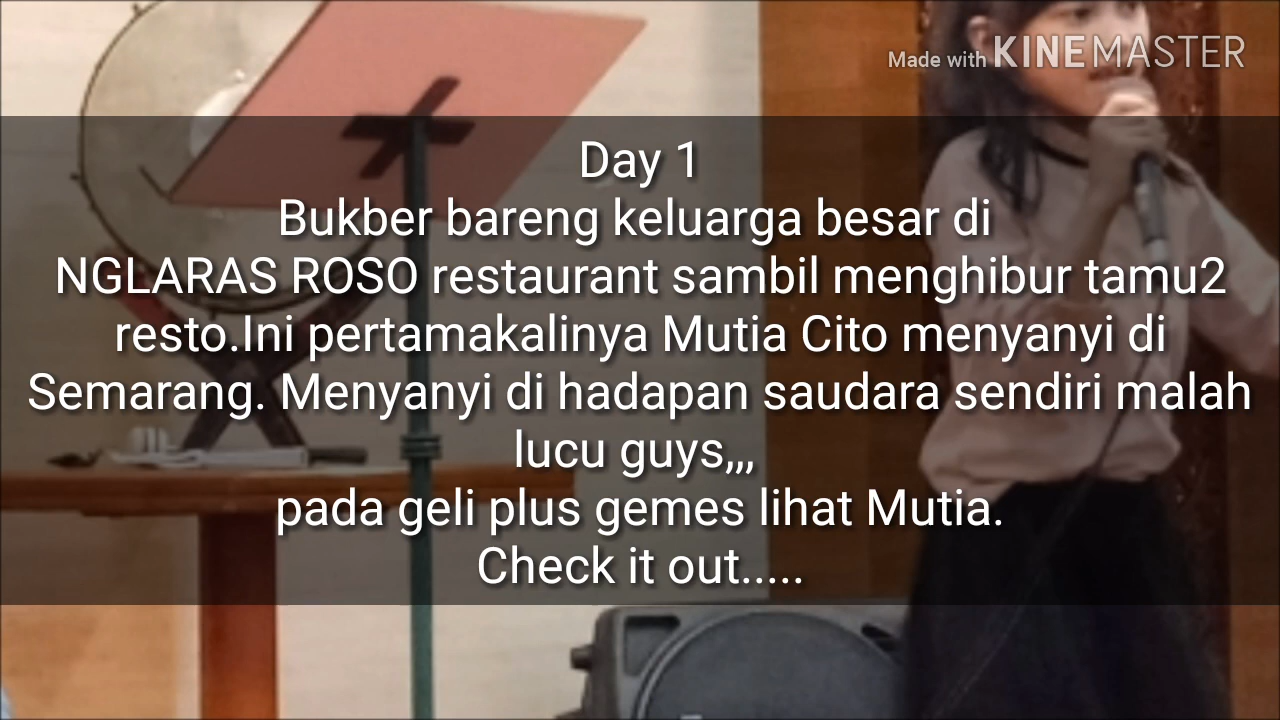 Made with KINEMASTER
Day 1
Bukber bareng keluarga besar di
NGLARAS ROSO restaurant sambil menghibur tamu2
resto.Ini pertamakalinya Mutia Cito menyanyi di
Semarang. Menyanyi di hadapan saudara sendiri malah
lucu guys,,,
pada geli plus gemes lihat Mutia.
Check it out.....